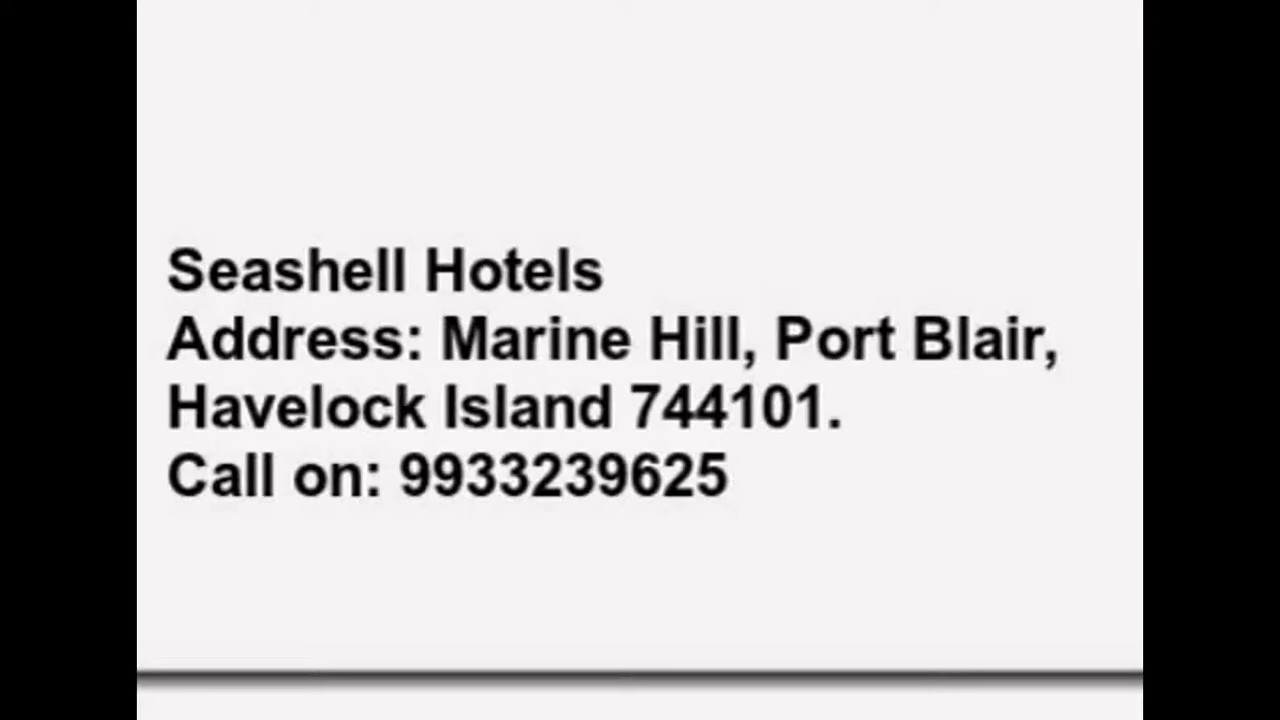 Seashell Hotels
Address: Marine Hill, Port Blair,
Havelock Island 744101.
Call on: 9933239625